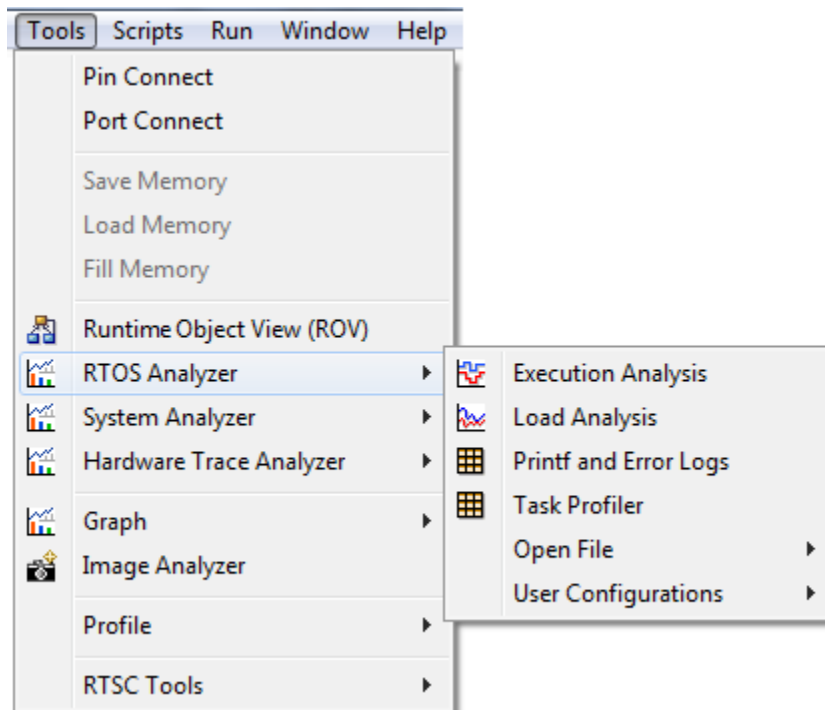 Tools Scripts Run Window Help
Pin Connect
Port Connect
Save Memory
Load Memory
Fill Memory
Runtime Object View (ROV)
RTOS Analyzer
System Analyzer
Hardware Trace Analyzer
Graph
Image Analyzer
Profile
RTSC Tools
Execution Analysis
Load Analysis
Printf and Error Logs
Task Profiler
Open File
User Configurations